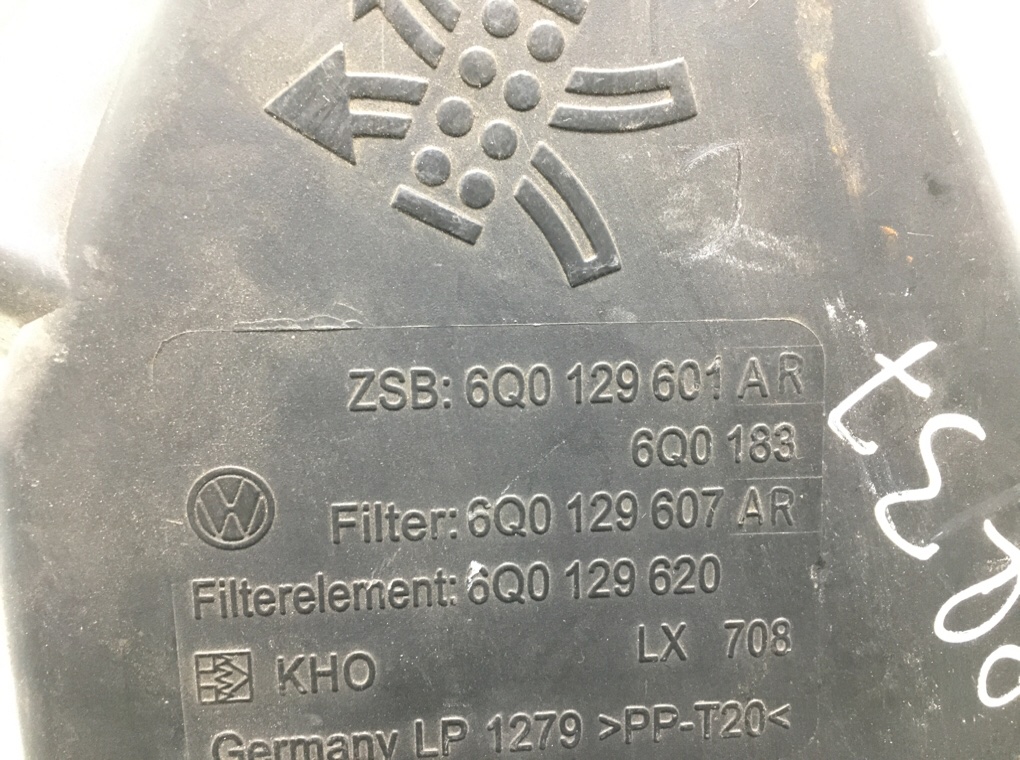 ZSB: 6Q0 129 601 AR
6Q0 183
Filter: 6Q0 129 607 AR
Filterelement: 6Q0 129 620
LX 708
KHO
Germany LP 1279 >PP-T20<